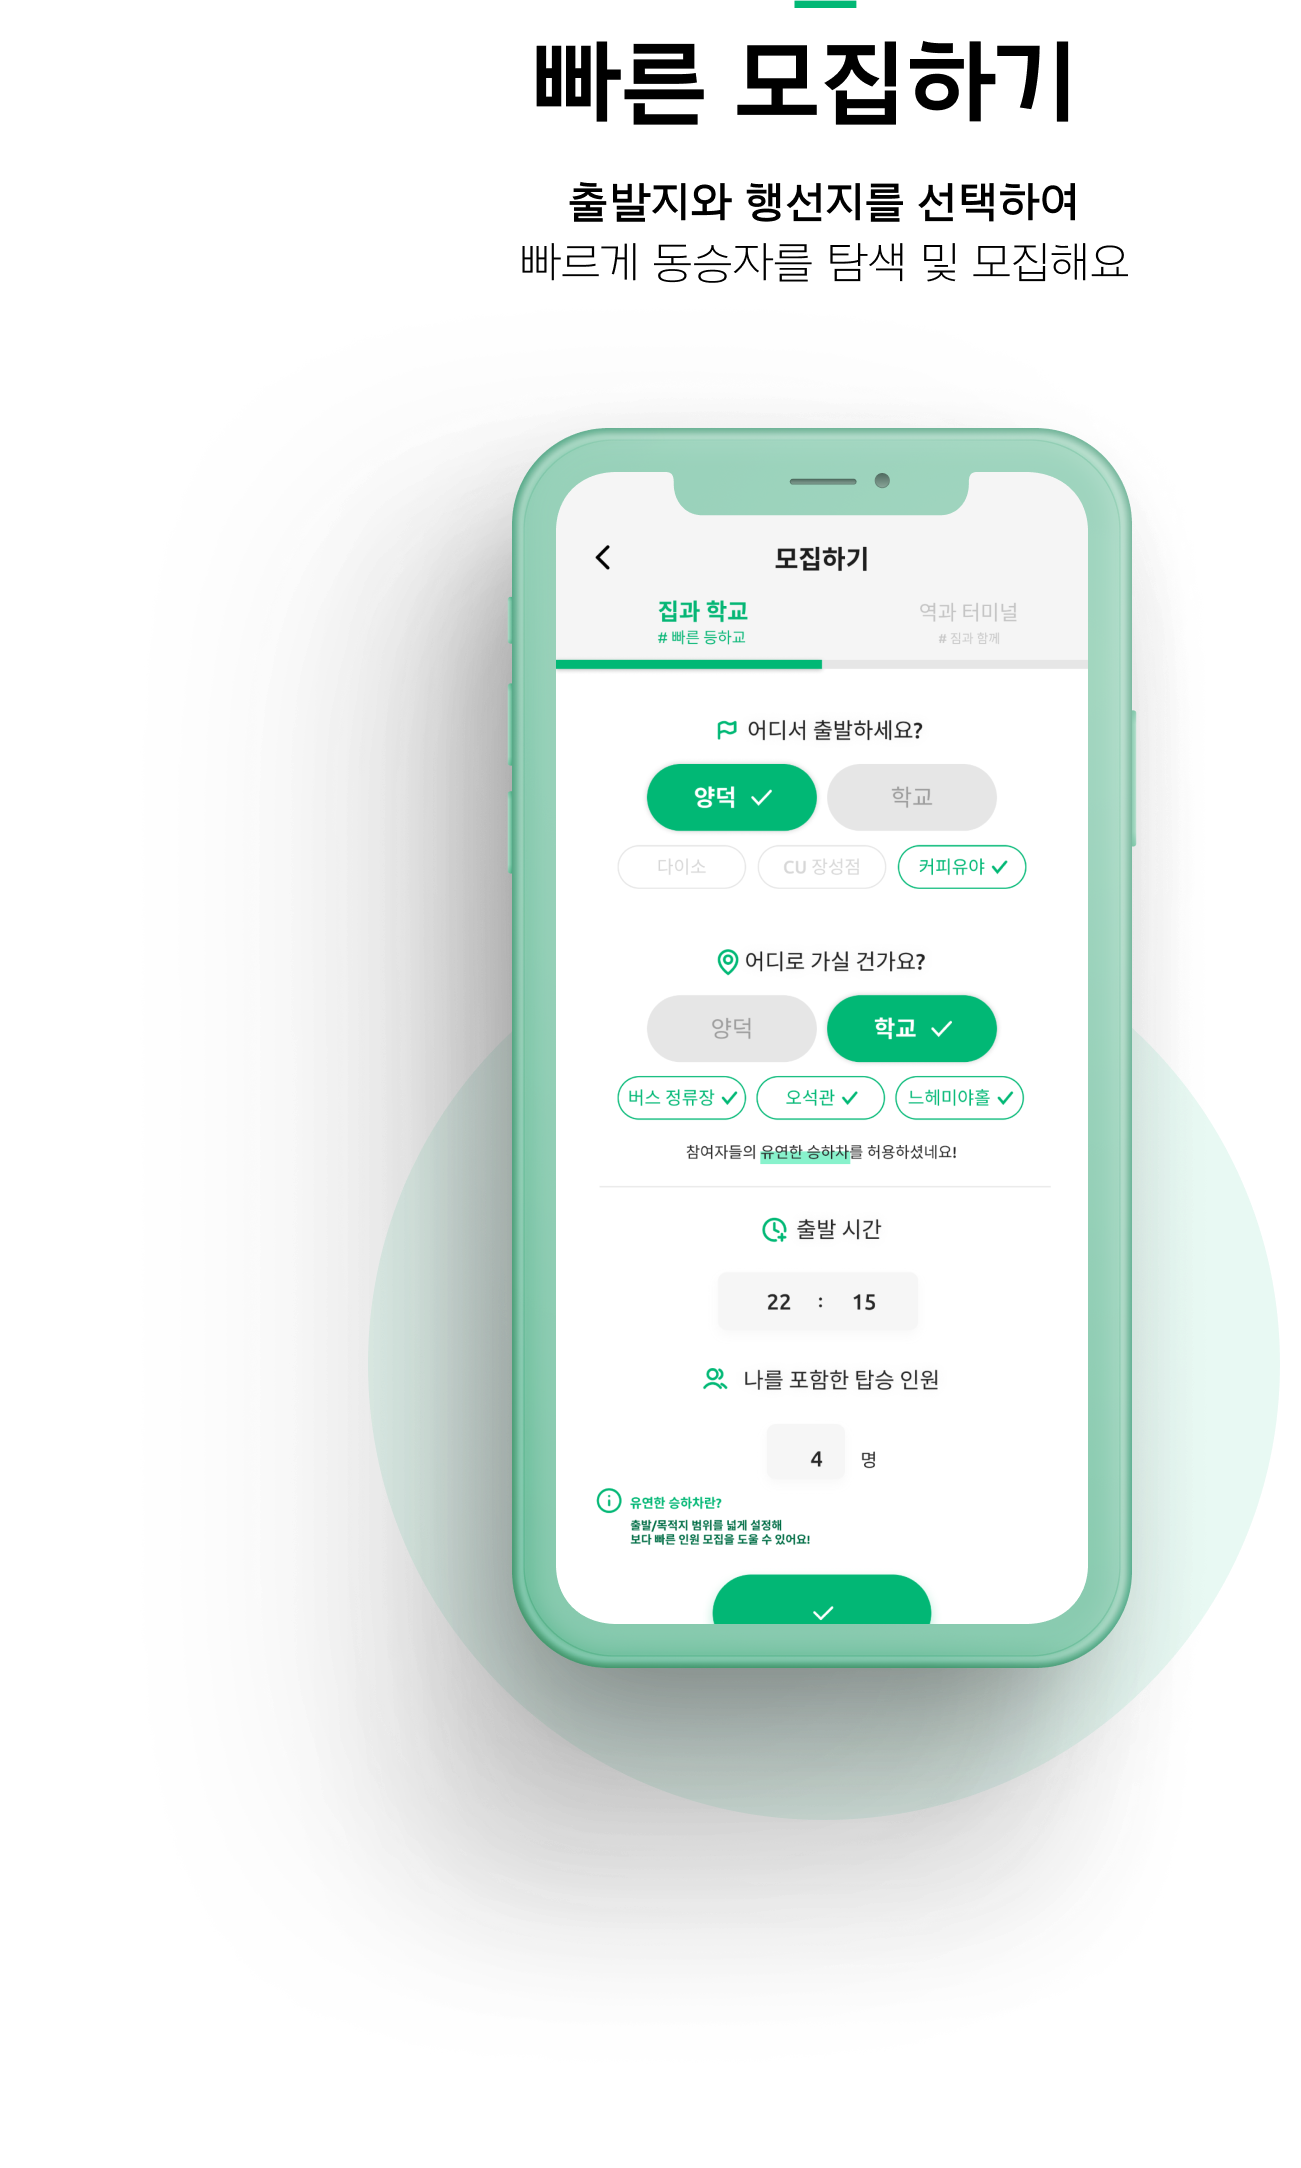 빠른 모집하기
출발지와 행선지를 선택하여
빠르게 동승자를 탐색 및 모집해요
모집하기
집과 학교
# 빠른 등하교
역과 터미널
# 짐과 함께
어디서 출발하세요?
양덕
학교
다이소
CU 장성점
커피유야
어디로 가실 건가요?
양덕
학교
버스 정류장
오석관
느헤미야홀
참여자들의 유연한 승하차를 허용하셨네요!
출발 시간
22 : 15
나를 포함한 탑승 인원
4 명
유연한 승하차란?
출발/목적지 범위를 넓게 설정해
보다 빠른 인원 모집을 도울 수 있어요!